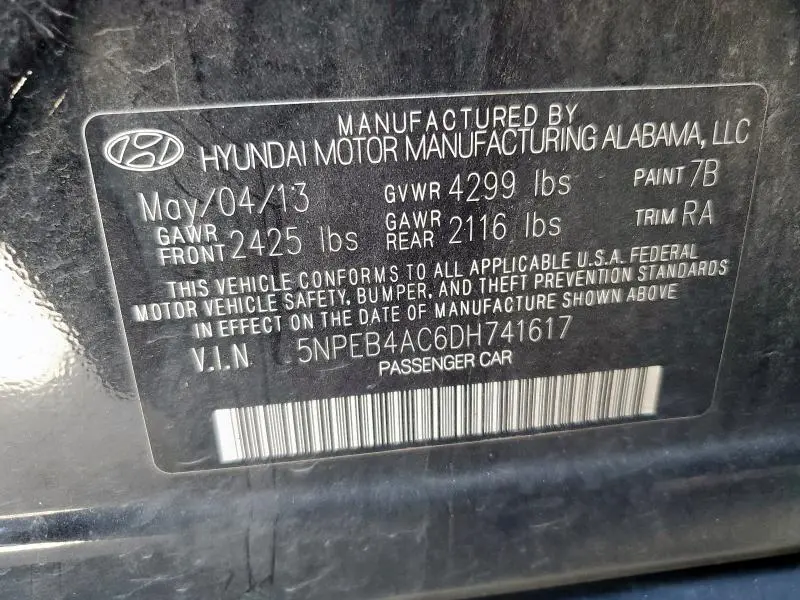 MANUFACTURED BY
HYUNDAI MOTOR MANUFACTURING ALABAMA, LLC
May/04/13 GVWR 4299 lbs PAINT 7B
GAWR FRONT 2425 lbs GAWR REAR 2116 lbs TRIM RA
THIS VEHICLE CONFORMS TO ALL APPLICABLE U.S.A. FEDERAL
MOTOR VEHICLE SAFETY, BUMPER, AND THEFT PREVENTION STANDARDS
IN EFFECT ON THE DATE OF MANUFACTURE SHOWN ABOVE
V.I.N 5NPEB4AC6DH741617
PASSENGER CAR